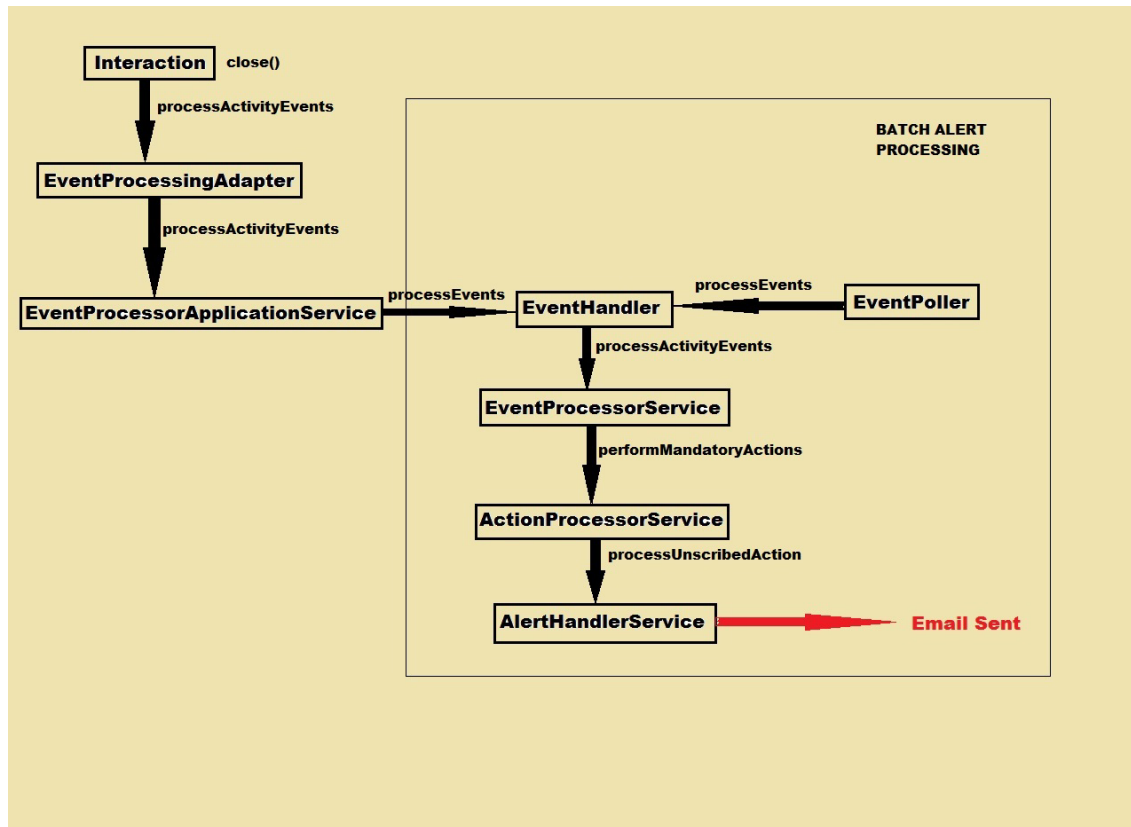 Interaction
close()
processActivityEvents
BATCH ALERT
PROCESSING
EventProcessingAdapter
processActivityEvents
processEvents
processEvents
EventProcessorApplicationService
EventHandler
EventPoller
processActivityEvents
EventProcessorService
performMandatoryActions
ActionProcessorService
processUnscribedAction
AlertHandlerService
Email Sent